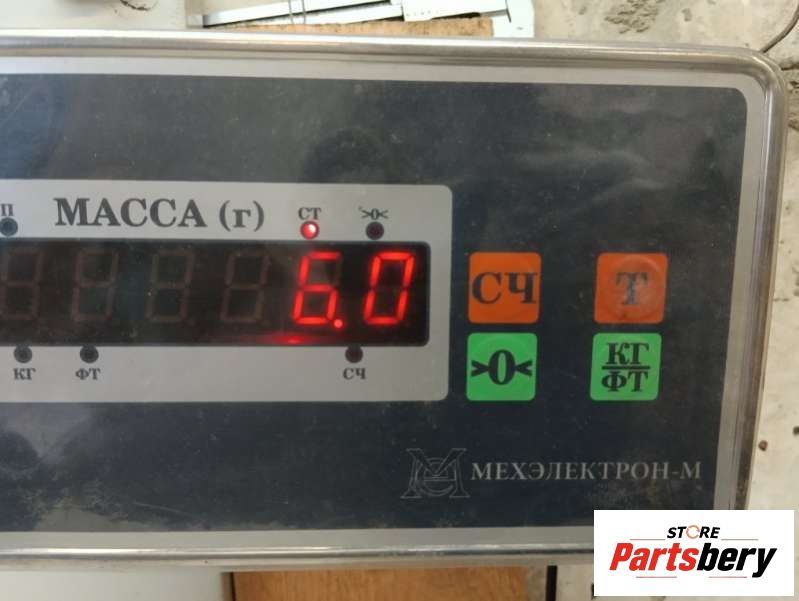 П
МАССА (г)
СТ
>0<
6.0
КГ
ФТ
СЧ
СЧ
Т
>0<
КГ
ФТ
МЕХЭЛЕКТРОН-М
STORE
Partsbery